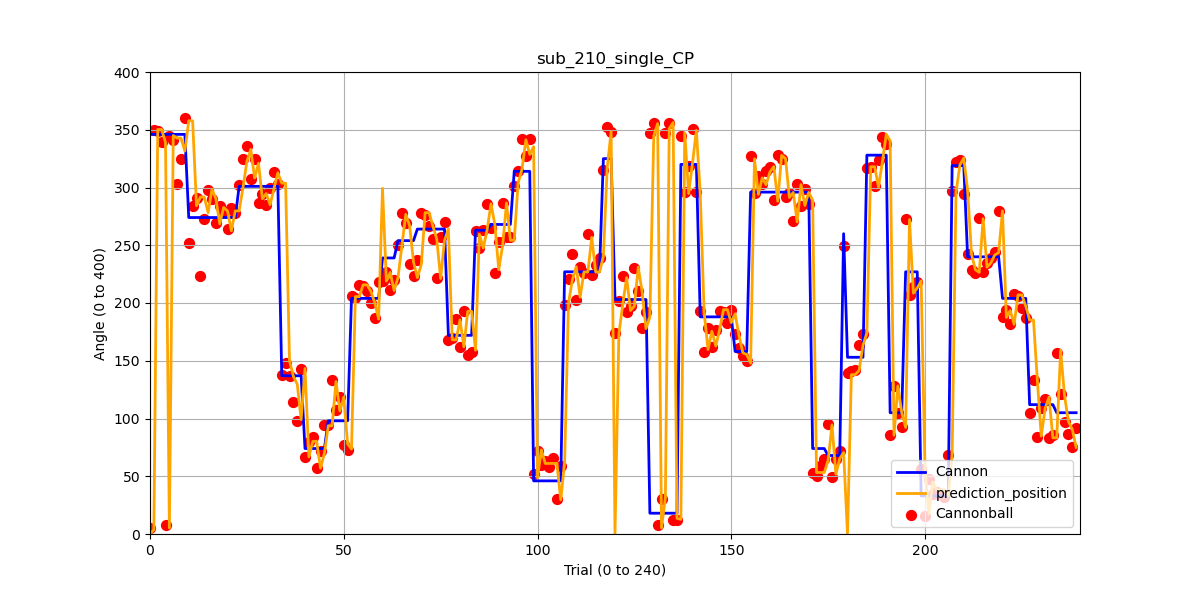 sub_210_single_CP
Angle (0 to 400)
400
350
300
250
200
150
100
50
0
0 50 100 150 200
Trial (0 to 240)
Cannon
prediction_position
Cannonball